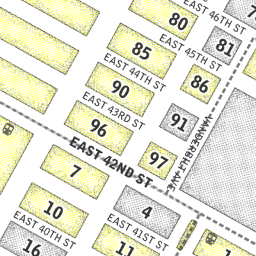 EAST 46TH ST
80
EAST 45TH ST
81
85
EAST 44TH ST
86
90
EAST 43RD ST
91
96
VANDERBILT AVE
EAST 42ND ST
97
7
10
4
EAST 40TH ST
EAST 41ST ST
16
11